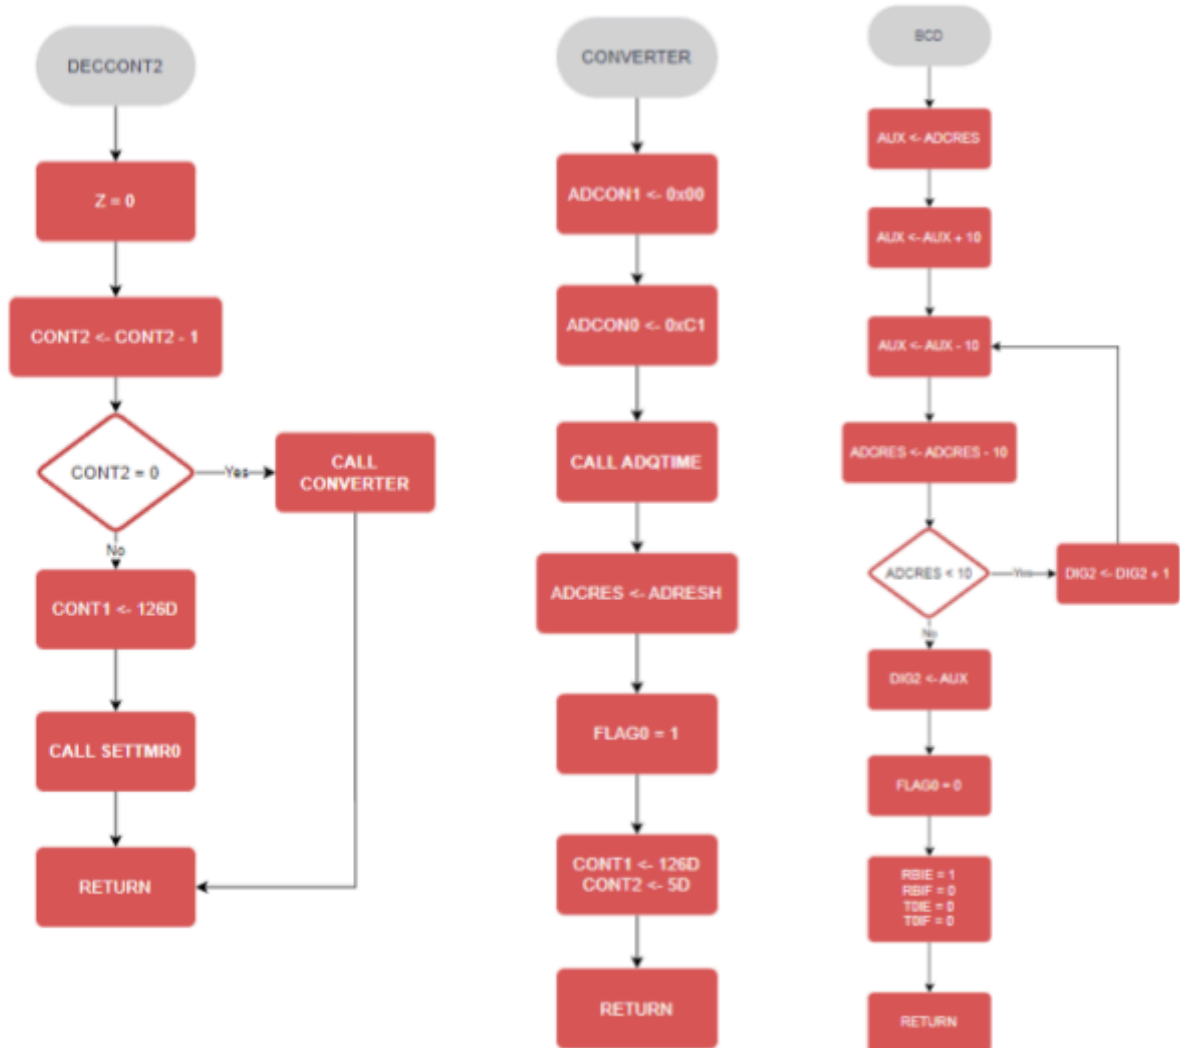 DECCONT2
Z = 0
CONT2 <- CONT2 - 1
CONT2 = 0
Yes
CALL
CONVERTER
No
CONT1 <- 126D
CALL SETTMR0
RETURN
CONVERTER
ADCON1 <- 0x00
ADCON0 <- 0xC1
CALL ADQTIME
ADCRES <- ADRESH
FLAG0 = 1
CONT1 <- 126D
CONT2 <- 5D
RETURN
BCD
AUX <- ADCRES
AUX <- AUX + 10
AUX <- AUX - 10
ADCRES <- ADCRES - 10
ADCRES < 10
Yes
DIG2 <- DIG2 + 1
No
DIG2 <- AUX
FLAG0 = 0
RBIE = 1
RBIF = 0
T0IE = 0
T0IF = 0
RETURN